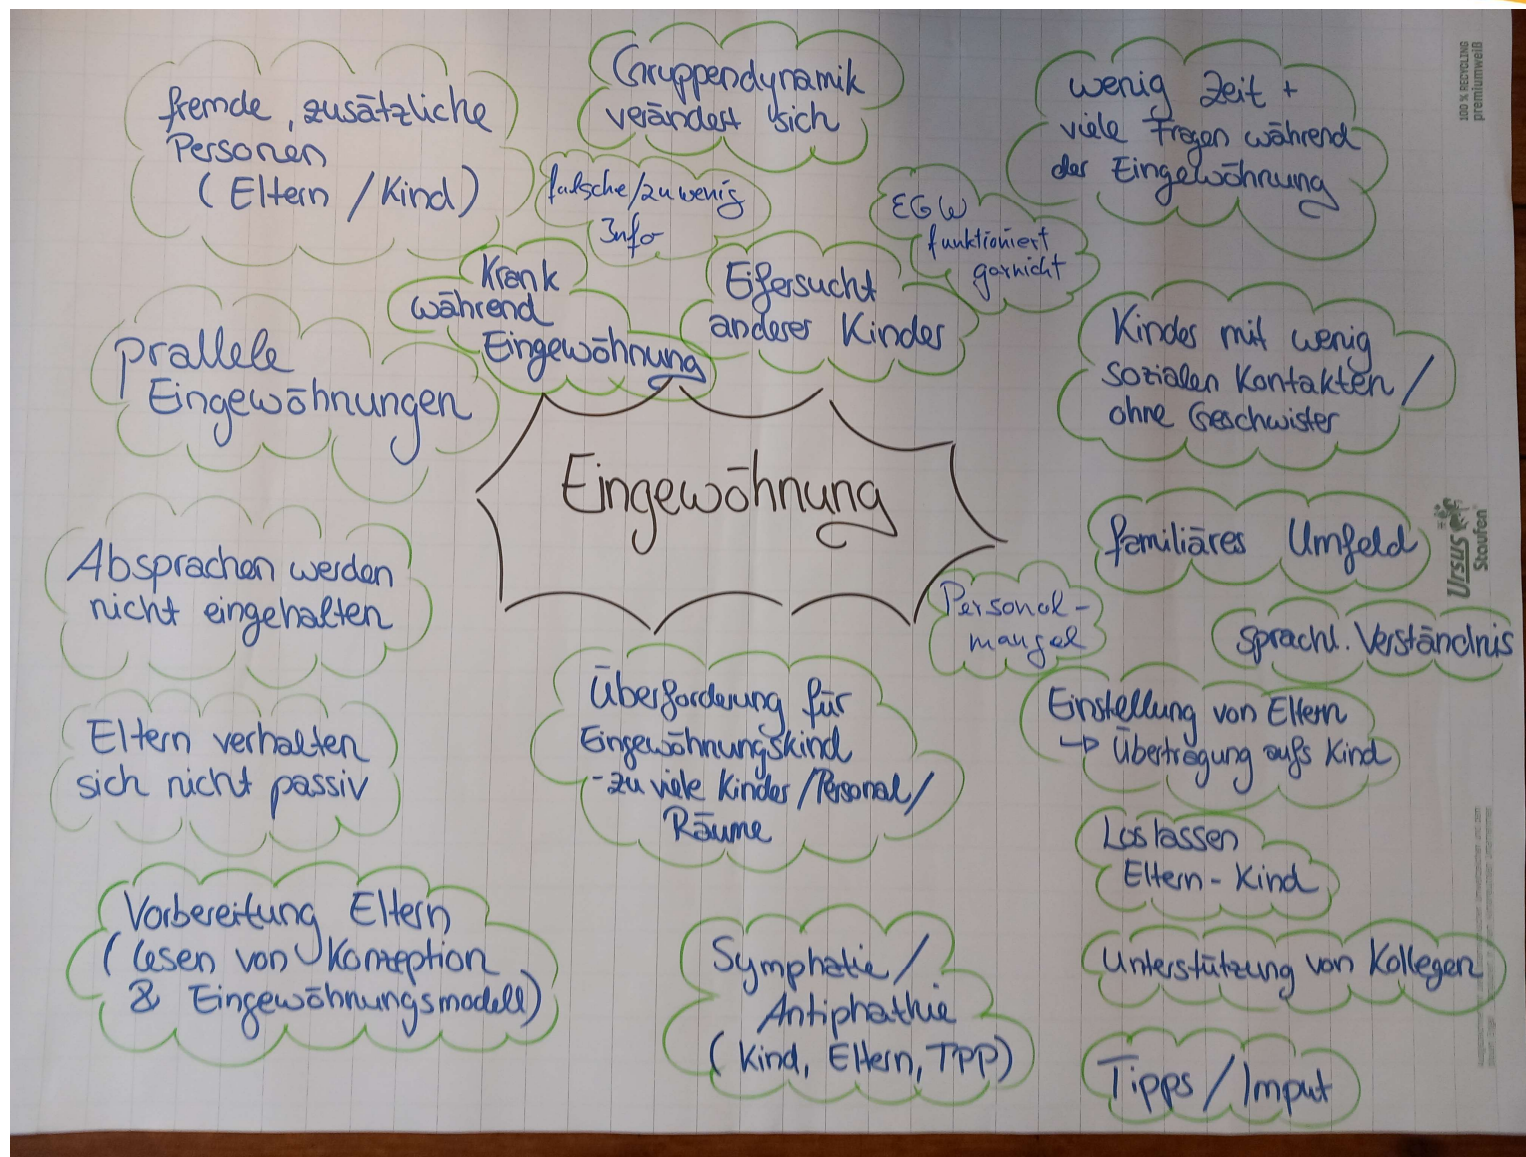 fremde, zusätzliche
Personen
(Eltern / Kind)
Gruppendynamik
verändert sich
wenig Zeit +
viele Fragen während
der Eingewöhnung
100 % RECYCLING
premiumweiß
falsche/zu wenig
Info
EGW
funktioniert
garnicht
Krank
während
Eingewöhnung
Eifersucht
anderer Kinder
prallele
Eingewöhnungen
Kinder mit wenig
sozialen Kontakten /
ohne Geschwister
Eingewöhnung
Absprachen werden
nicht eingehalten
familiäres Umfeld
Ursus
Staufen
Personal-
mangel
sprachl. Verständnis
Eltern verhalten
sich nicht passiv
Überforderung für
Eingewöhnungskind
- zu viele Kinder / Personal /
Räume
Einstellung von Eltern
↳ Übertragung aufs Kind
Loslassen
Eltern - Kind
Vorbereitung Eltern
(lesen von Konzeption
& Eingewöhnungsmodell)
Symphatie /
Antiphathie
(Kind, Eltern, TPP)
Unterstützung von Kollegen
Tipps / Imput